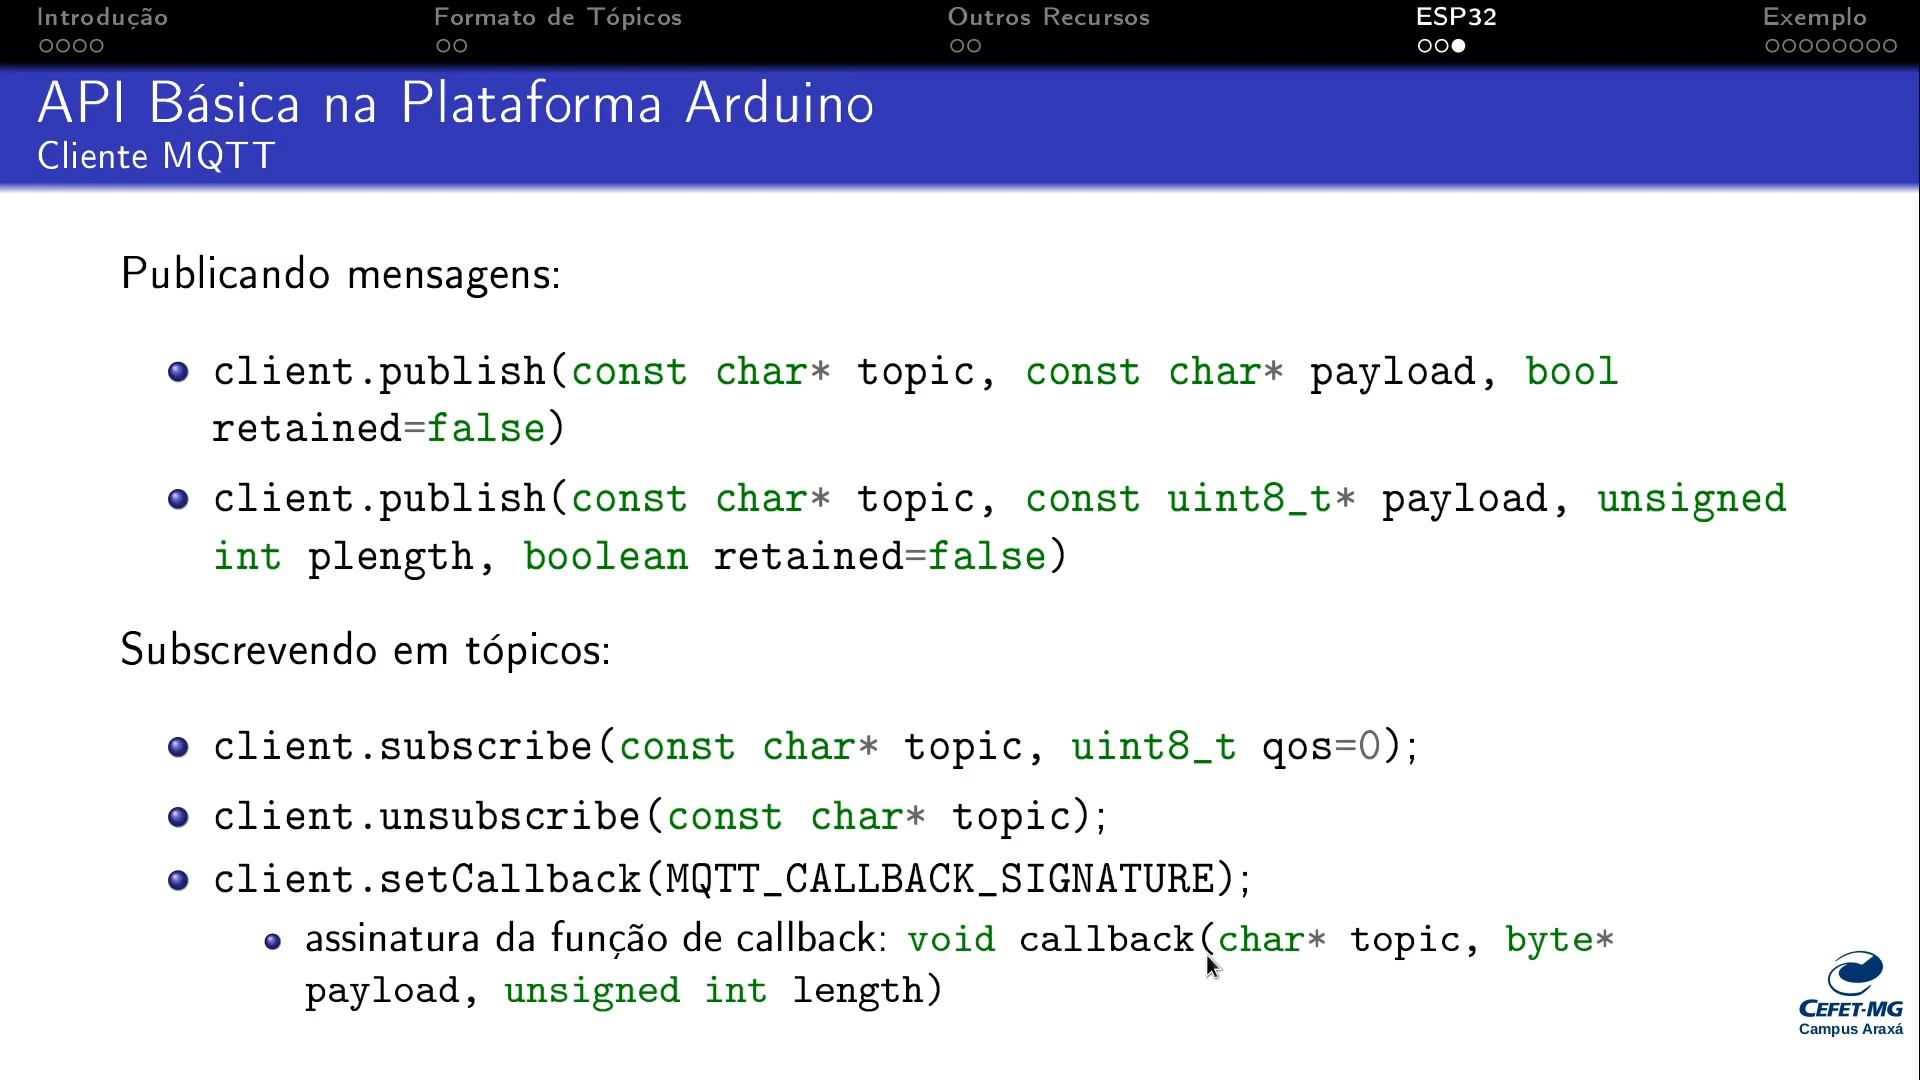 Introdução
Formato de Tópicos
Outros Recursos
ESP32
Exemplo
API Básica na Plataforma Arduino
Cliente MQTT
Publicando mensagens:
client.publish(const char* topic, const char* payload, bool
retained=false)
client.publish(const char* topic, const uint8_t* payload, unsigned
int plength, boolean retained=false)
Subscrevendo em tópicos:
client.subscribe(const char* topic, uint8_t qos=0);
client.unsubscribe(const char* topic);
client.setCallback(MQTT_CALLBACK_SIGNATURE);
assinatura da função de callback: void callback(char* topic, byte*
payload, unsigned int length)
CEFET-MG
Campus Araxá